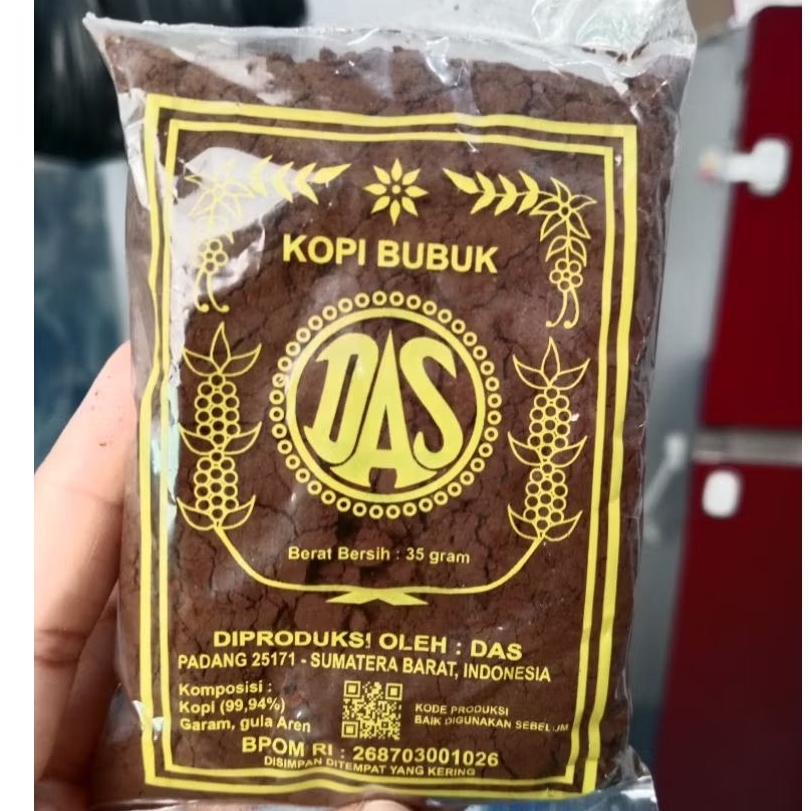 KOPI BUBUK
DAS
Berat Bersih : 35 gram
DIPRODUKSI OLEH : DAS
PADANG 25171 - SUMATERA BARAT, INDONESIA
Komposisi :
Kopi (99,94%)
Garam, gula Aren
KODE PRODUKSI
BAIK DIGUNAKAN SEBELUM
BPOM RI : 268703001026
DISIMPAN DITEMPAT YANG KERING